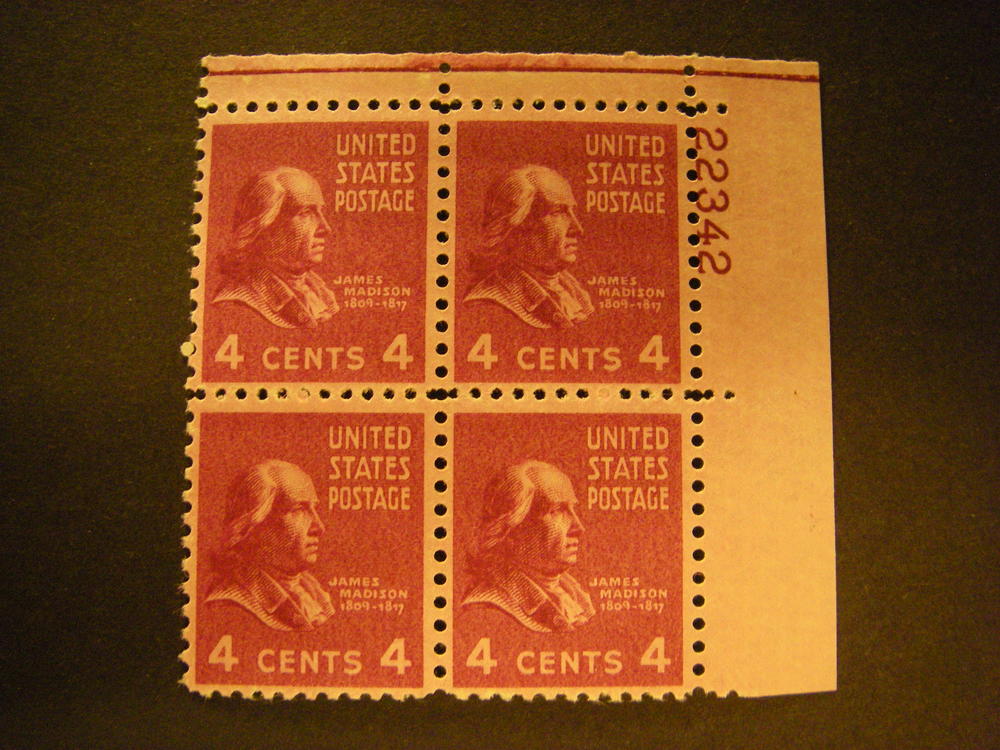 UNITED
STATES
POSTAGE
JAMES
MADISON
1809-1817
4 CENTS 4
UNITED
STATES
POSTAGE
JAMES
MADISON
1809-1817
4 CENTS 4
22342
UNITED
STATES
POSTAGE
JAMES
MADISON
1809-1817
4 CENTS 4
UNITED
STATES
POSTAGE
JAMES
MADISON
1809-1817
4 CENTS 4